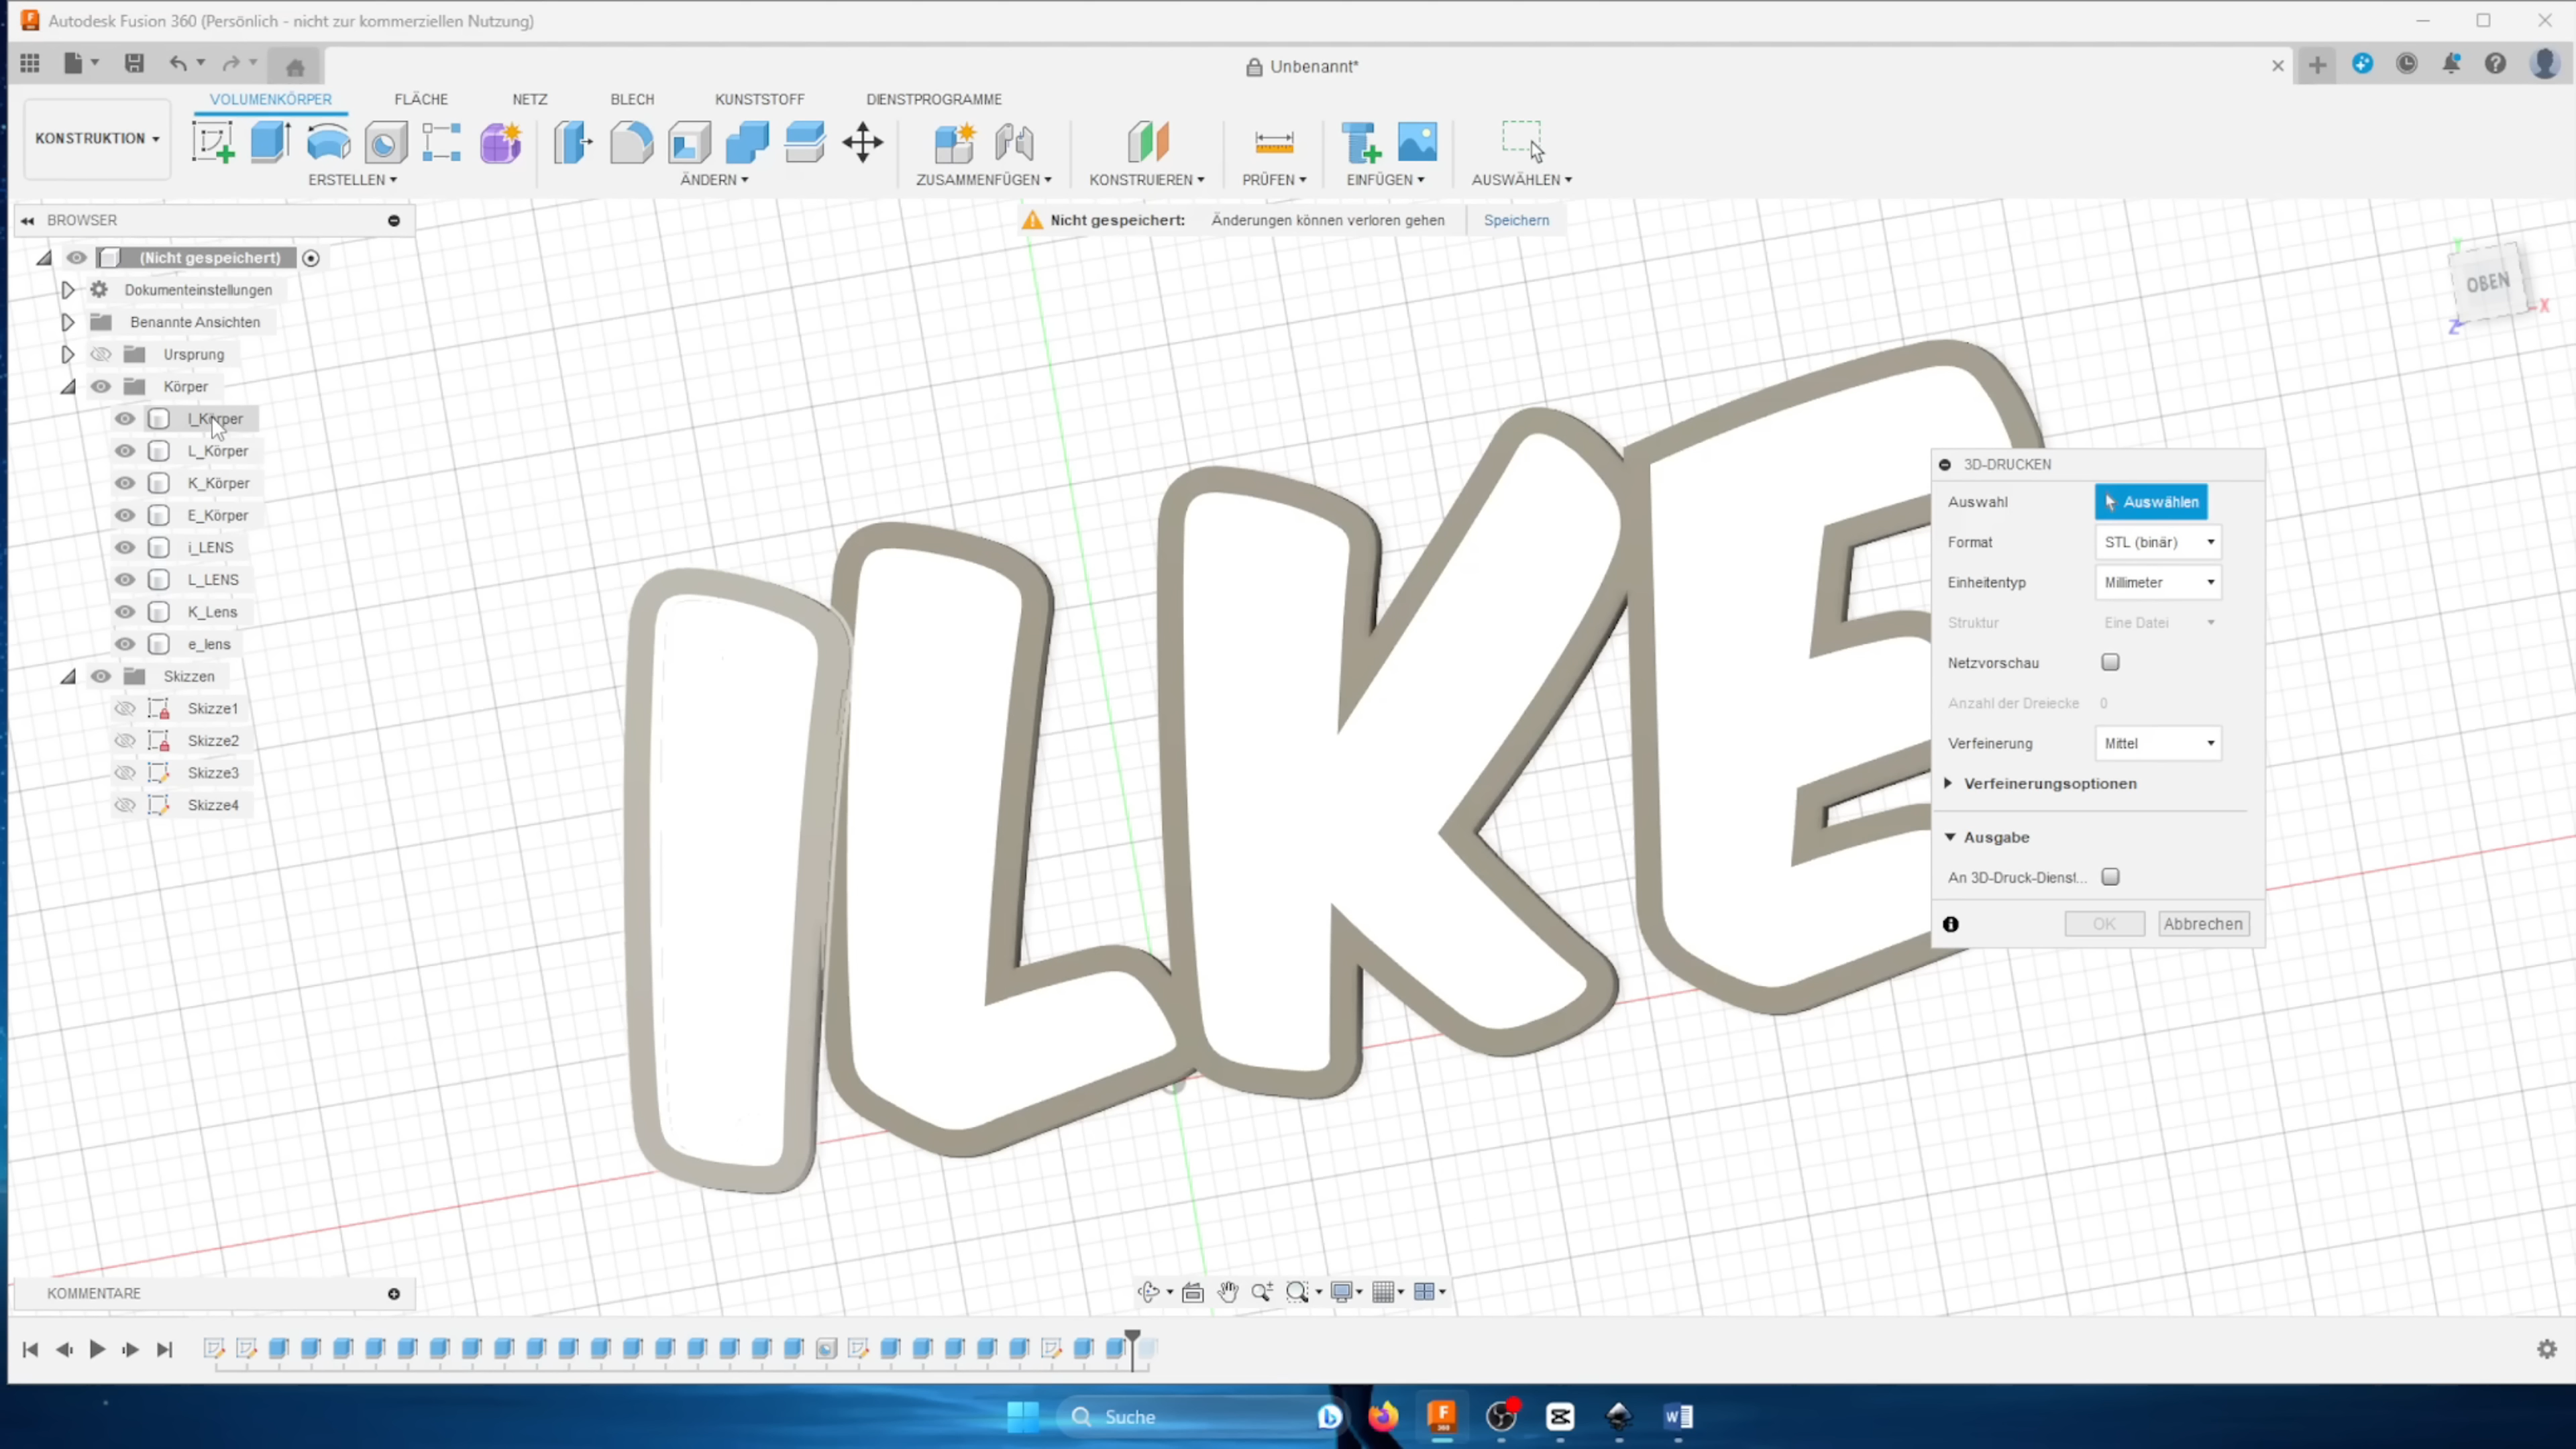 Autodesk Fusion 360 (Persönlich - nicht zur kommerziellen Nutzung)
Unbenannt*
KONSTRUKTION
VOLUMENKÖRPER FLÄCHE NETZ BLECH KUNSTSTOFF DIENSTPROGRAMME
ERSTELLEN ÄNDERN ZUSAMMENFÜGEN KONSTRUIEREN PRÜFEN EINFÜGEN AUSWÄHLEN
BROWSER
Nicht gespeichert: Änderungen können verloren gehen Speichern
(Nicht gespeichert)
Dokumenteinstellungen
Benannte Ansichten
Ursprung
Körper
I_Körper
L_Körper
K_Körper
E_Körper
i_LENS
L_LENS
K_Lens
e_lens
Skizzen
Skizze1
Skizze2
Skizze3
Skizze4
OBEN
Y
X
Z
ILKE
3D-DRUCKEN
Auswahl Auswählen
Format STL (binär)
Einheitentyp Millimeter
Struktur Eine Datei
Netzvorschau
Anzahl der Dreiecke 0
Verfeinerung Mittel
Verfeinerungsoptionen
Ausgabe
An 3D-Druck-Dienst...
OK Abbrechen
KOMMENTARE
Suche
F
360
W